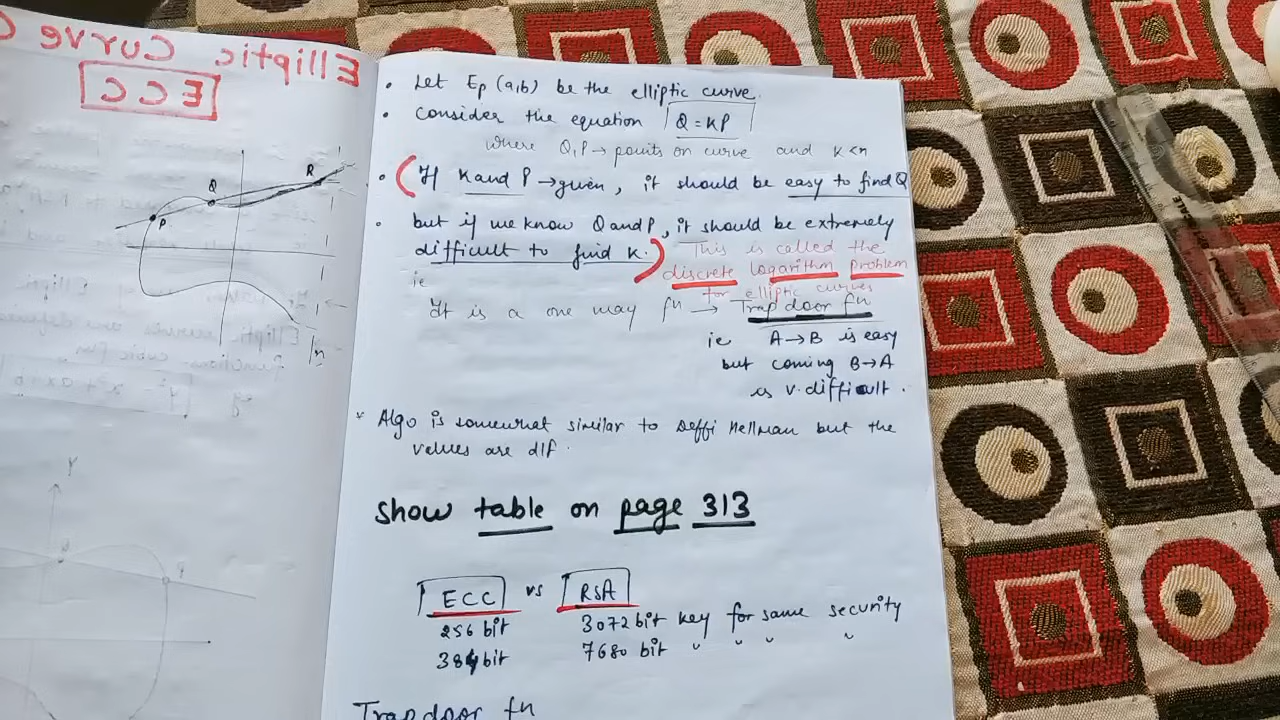 Elliptic Curve C
ECC
P
Q
R
Y
• Let Ep (a,b) be the elliptic curve.
• Consider the equation Q = KP
where Q,P → points on curve and K < n
• (If K and P → given, it should be easy to find Q
• but if we know Q and P, it should be extremely
difficult to find K.) This is called the
discrete logarithm problem
for elliptic curves
ie
It is a one way fn → Trap door fn
ie A → B is easy
but coming B → A
is v. difficult.
Algo is somewhat similar to Deffi Hellman but the
values are dif.
Show table on page 313
ECC vs RSA
256 bit 3072 bit key for same security
384 bit 7680 bit " " " "
Trap door fn